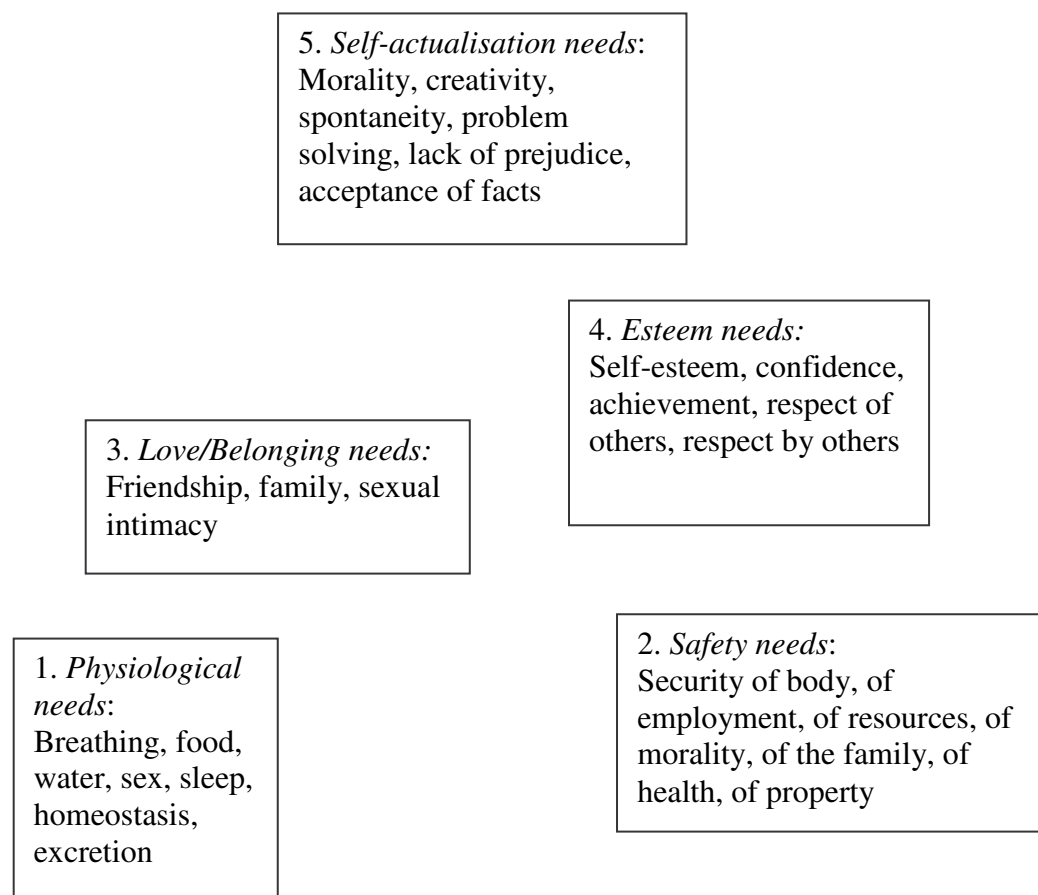 5. Self-actualisation needs:
Morality, creativity,
spontaneity, problem
solving, lack of prejudice,
acceptance of facts
4. Esteem needs:
Self-esteem, confidence,
achievement, respect of
others, respect by others
3. Love/Belonging needs:
Friendship, family, sexual
intimacy
2. Safety needs:
Security of body, of
employment, of resources, of
morality, of the family, of
health, of property
1. Physiological
needs:
Breathing, food,
water, sex, sleep,
homeostasis,
excretion